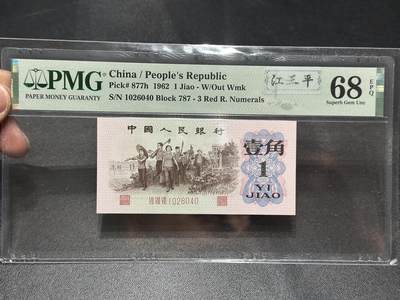 PMG
PAPER MONEY GUARANTY
China / People's Republic
Pick# 877h 1962 1 Jiao - W/Out Wmk
S/N 1026040 Block 787 - 3 Red R. Numerals
江三平
68
EPQ
Superb Gem Unc
中國人民銀行
壹角
1
YI
JIAO
1026040